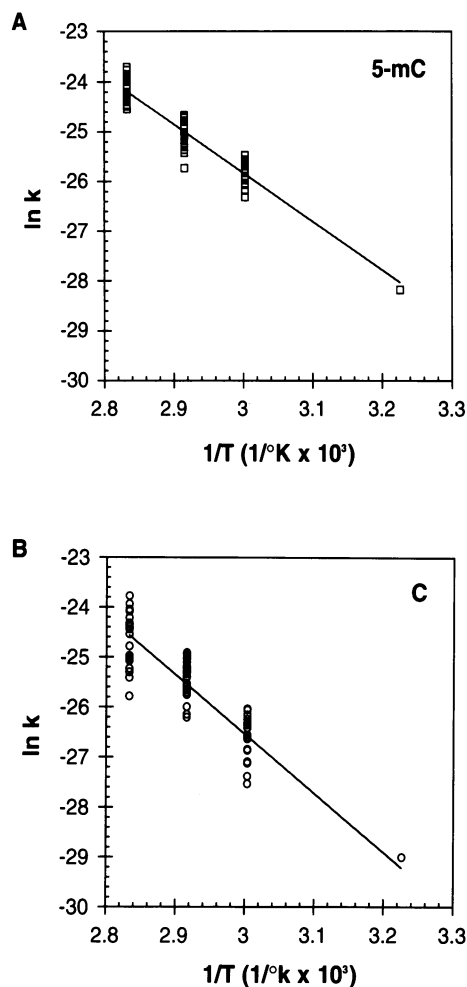 A
-23
5-mC
-24
-25
-26
ln k
-27
-28
-29
-30
2.8 2.9 3 3.1 3.2 3.3
1/T (1/°K x 10³)
B
-23
C
-24
-25
-26
ln k
-27
-28
-29
-30
2.8 2.9 3 3.1 3.2 3.3
1/T (1/°k x 10³)